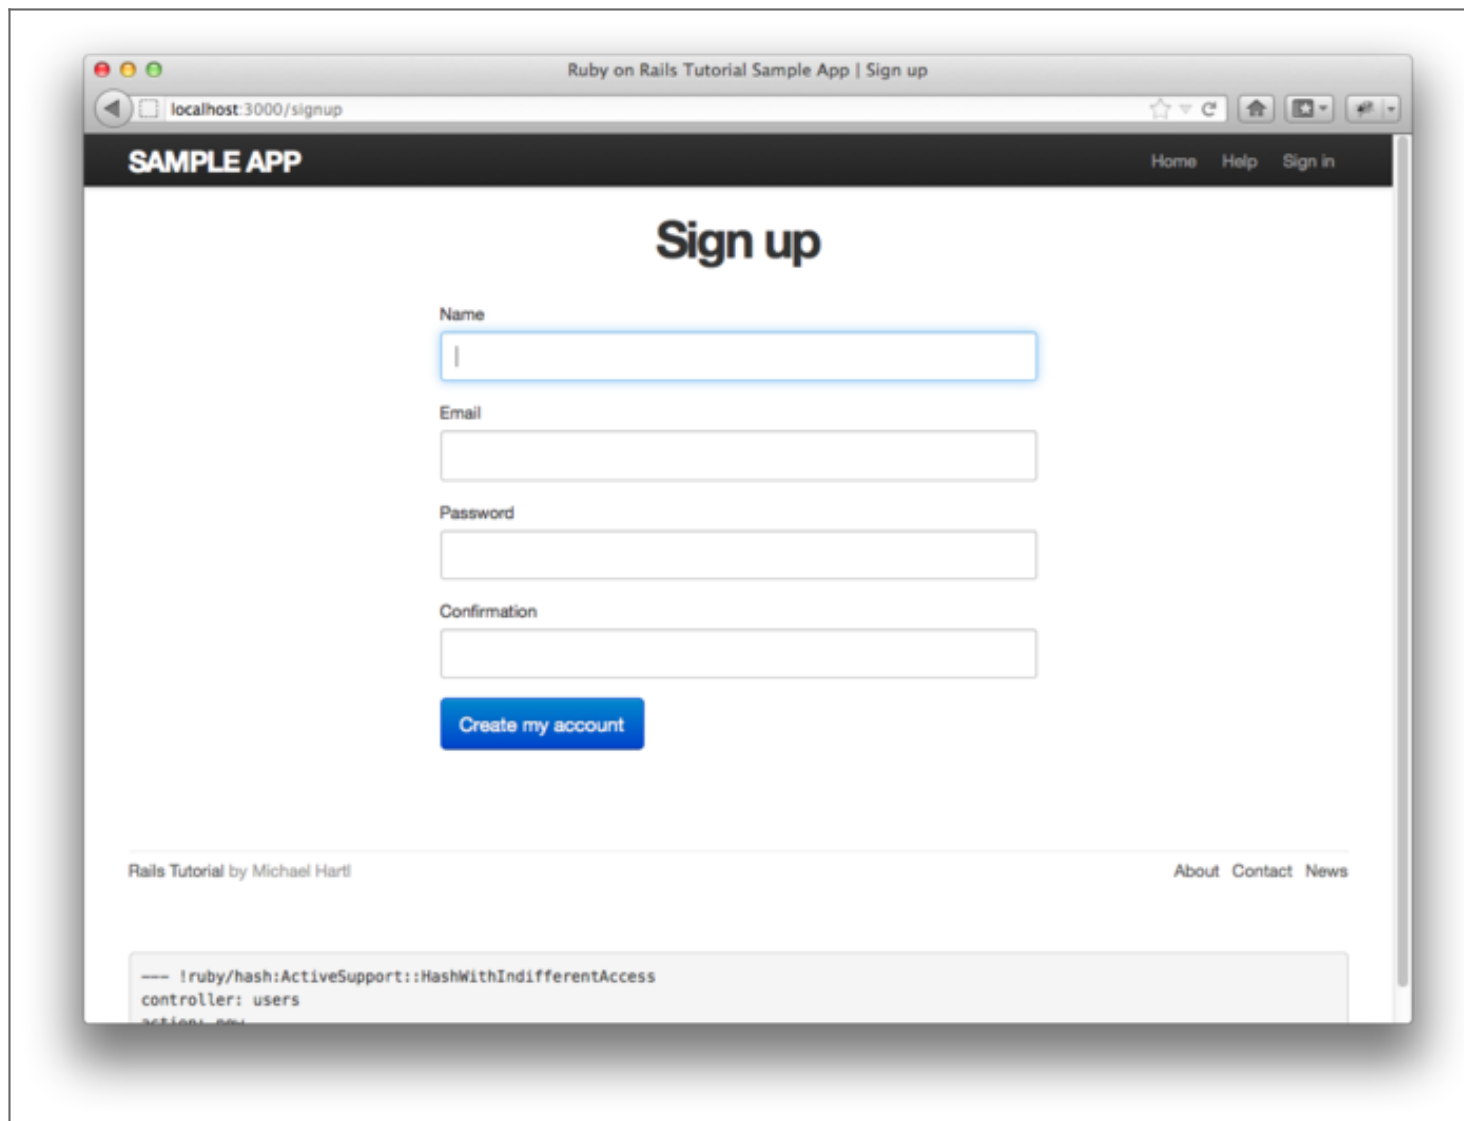 Ruby on Rails Tutorial Sample App | Sign up
localhost:3000/signup
SAMPLE APP
Home Help Sign in
Sign up
Name
Email
Password
Confirmation
Create my account
Rails Tutorial by Michael Hartl
About Contact News
--- !ruby/hash:ActiveSupport::HashWithIndifferentAccess
controller: users
action: new